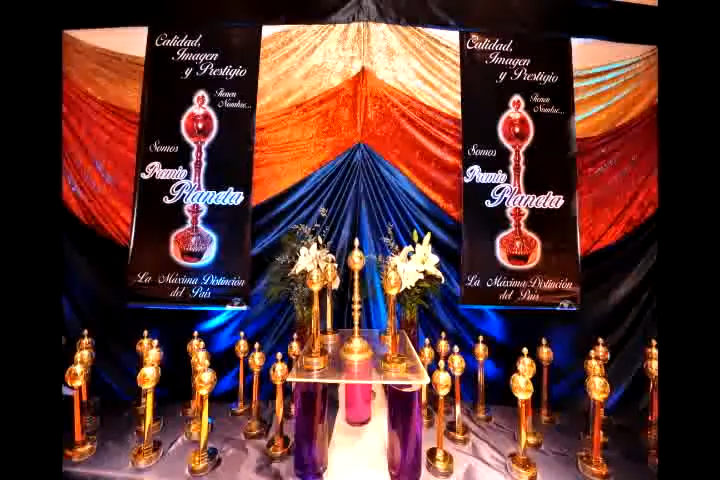 Calidad,
Imagen
y Prestigio
Tienen
Nombre...
Somos
Premio
Planeta
La Máxima Distinción
del País
Calidad,
Imagen
y Prestigio
Tienen
Nombre...
Somos
Premio
Planeta
La Máxima Distinción
del País